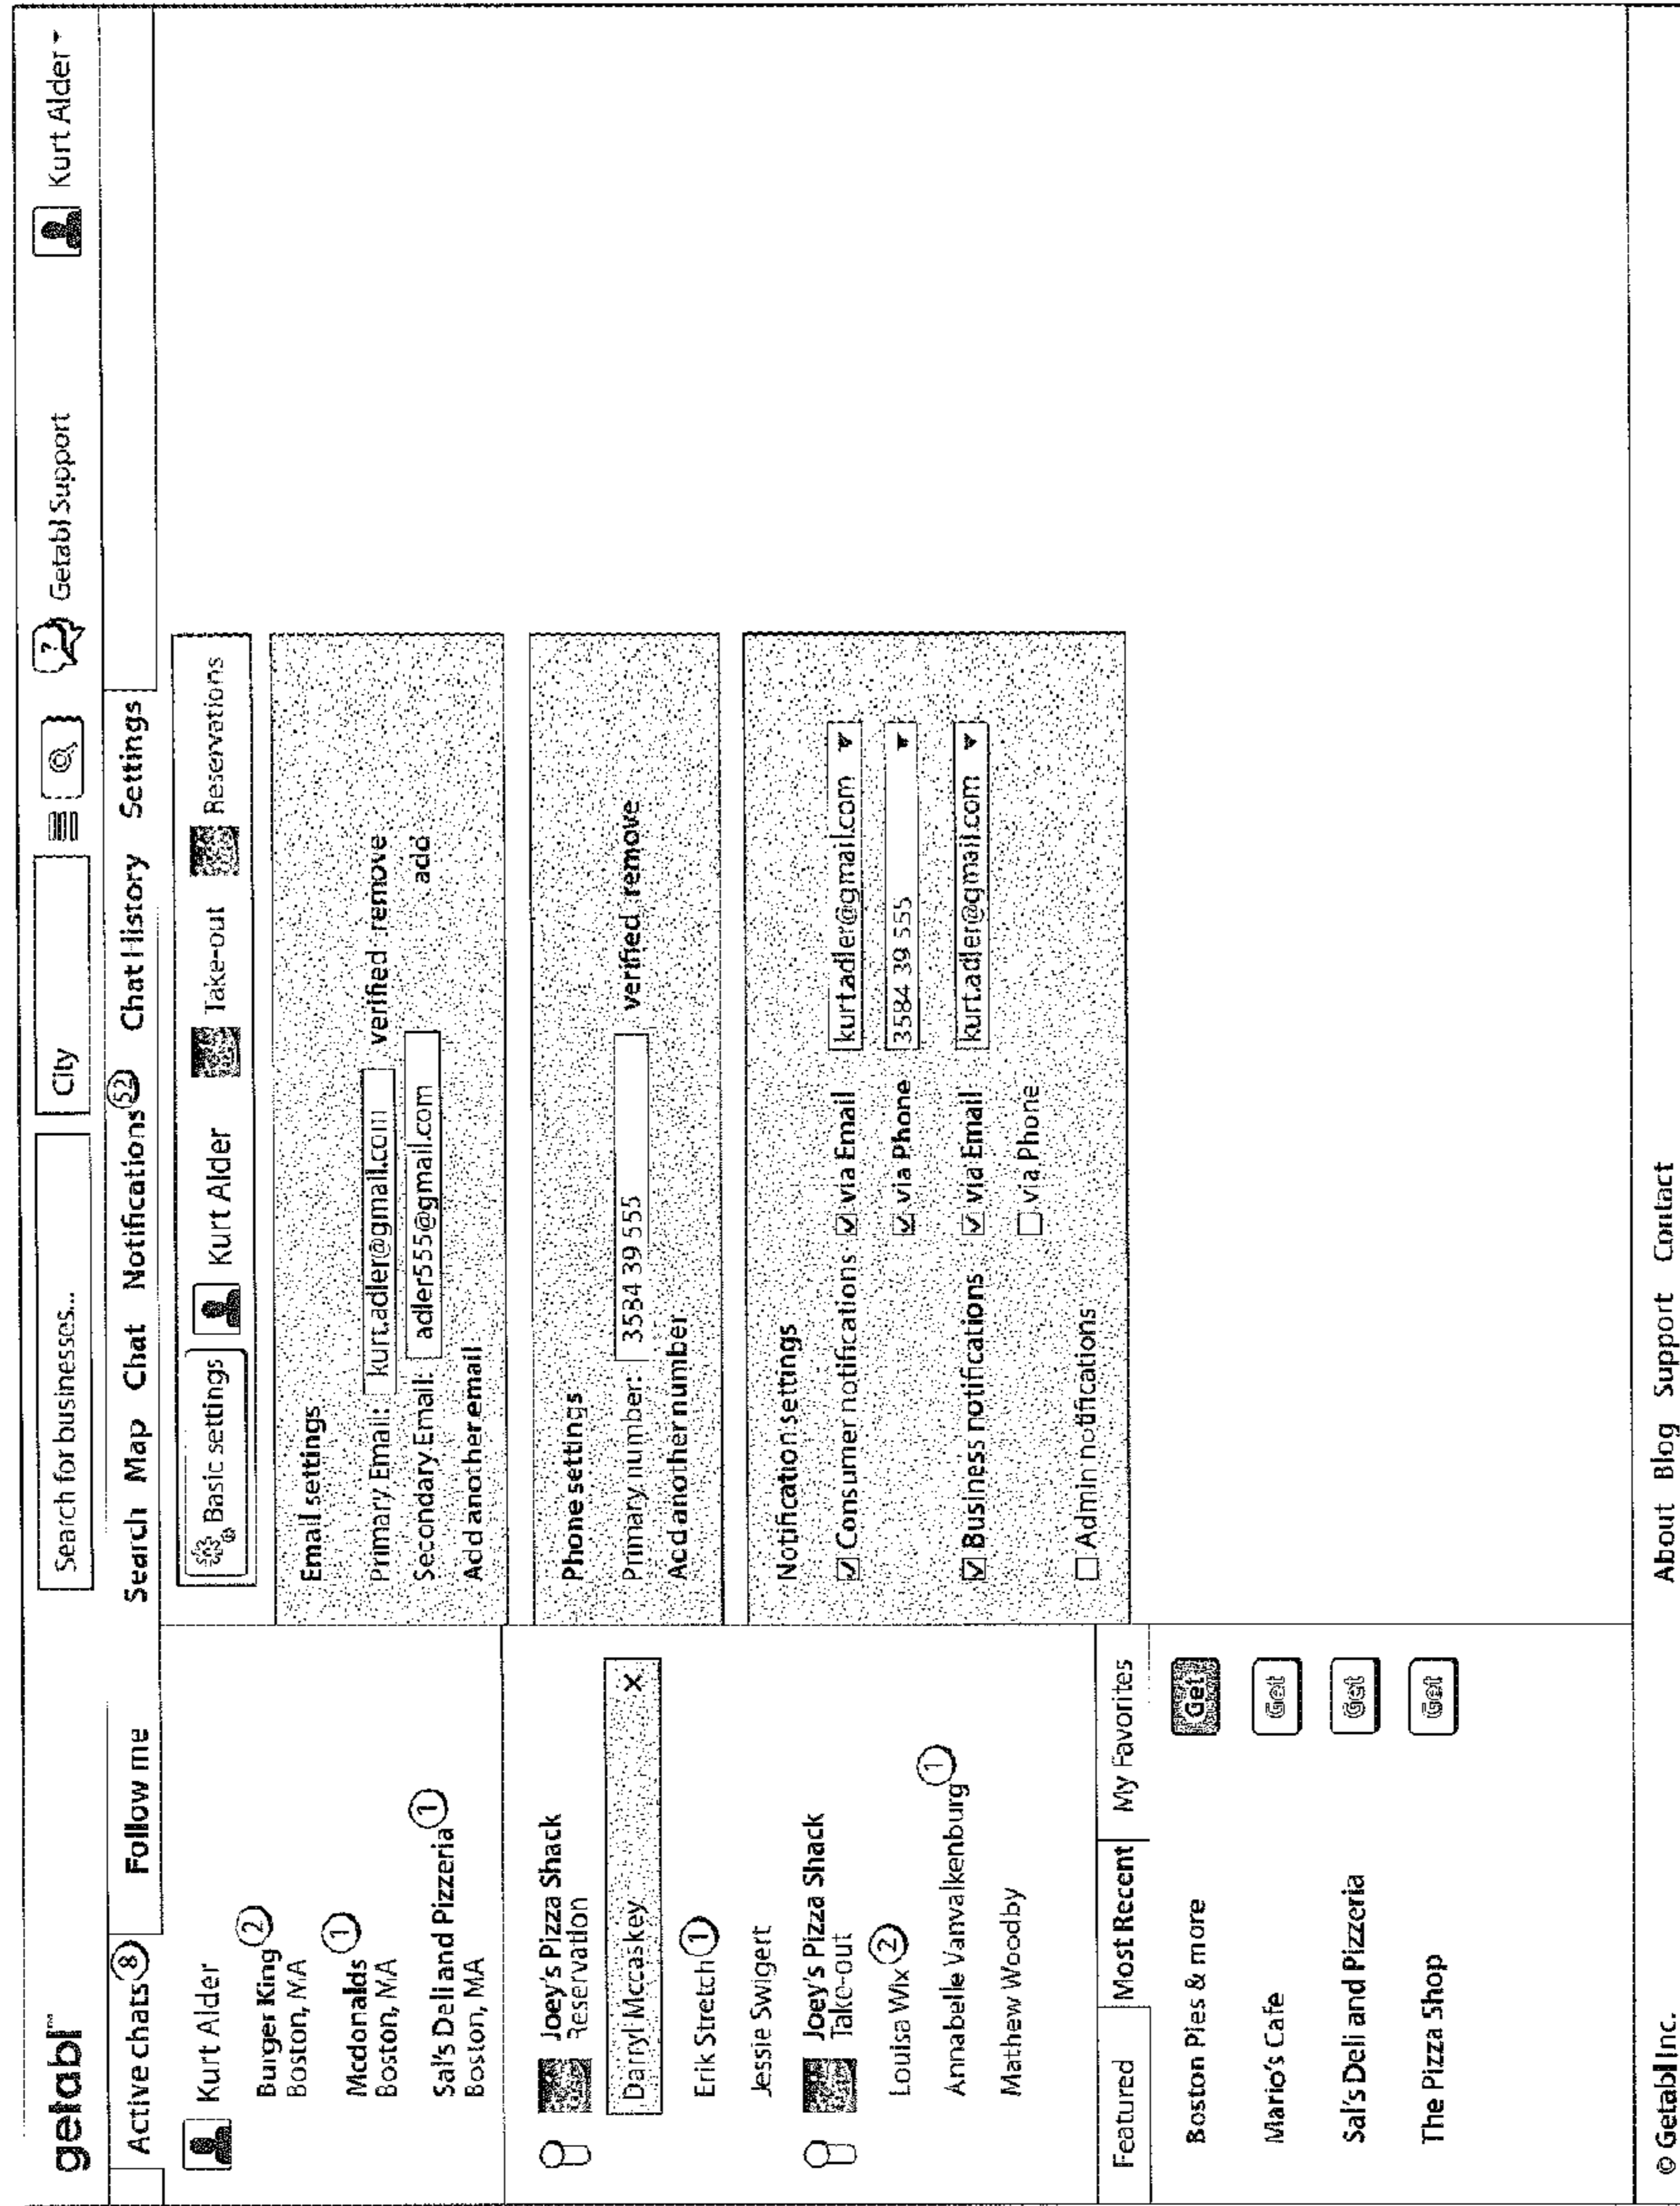 getabl™
Search for businesses...
City
Getabl Support
Kurt Alder
Active chats 8
Follow me
Search Map Chat Notifications 52 Chat History Settings
Kurt Alder
Burger King 2
Boston, MA
Mcdonalds 1
Boston, MA
Sal's Deli and Pizzeria 1
Boston, MA
Joey's Pizza Shack
Reservation
Darryl Mccaskey ×
Erik Stretch 1
Jessie Swigert
Joey's Pizza Shack
Take-out
Louisa Wix 2
Annabelle Vanvalkenburg 1
Mathew Woodby
Featured Most Recent My Favorites
Boston Pies & more Get
Mario's Cafe Get
Sal's Deli and Pizzeria Get
The Pizza Shop Get
Basic settings Kurt Alder Take-out Reservations
Email settings
Primary Email: kurt.adler@gmail.com verified remove
Secondary Email: adler555@gmail.com add
Add another email
Phone settings
Primary number: 3584 39 555 verified remove
Add another number
Notification settings
Consumer notifications via Email kurt.adler@gmail.com
via Phone 3584 39 555
Business notifications via Email kurt.adler@gmail.com
via Phone
Admin notifications
© Getabl Inc.
About Blog Support Contact